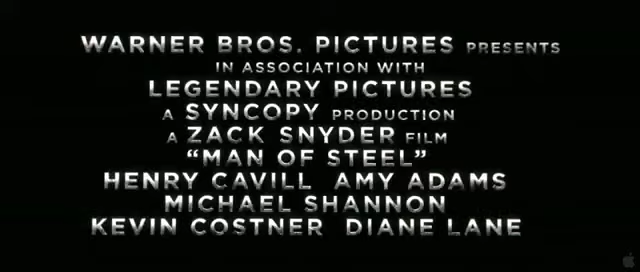 WARNER BROS. PICTURES PRESENTS
IN ASSOCIATION WITH
LEGENDARY PICTURES
A SYNCOPY PRODUCTION
A ZACK SNYDER FILM
“MAN OF STEEL”
HENRY CAVILL AMY ADAMS
MICHAEL SHANNON
KEVIN COSTNER DIANE LANE